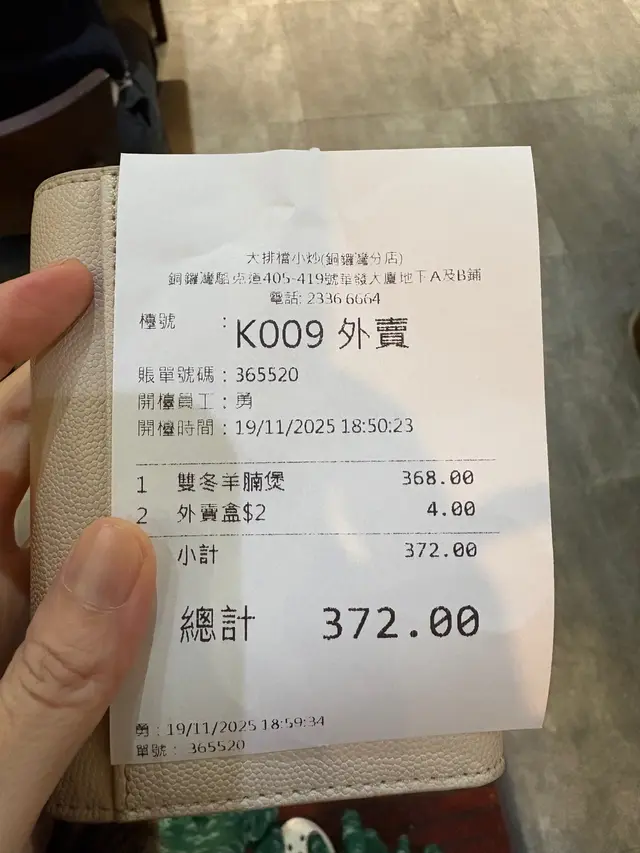 大排檔小炒(銅鑼灣分店)
銅鑼灣駱克道405-419號華發大廈地下A及B鋪
電話: 2336 6664
檯號 : K009 外賣
賬單號碼 : 365520
開檯員工 : 勇
開檯時間 : 19/11/2025 18:50:23
1 雙冬羊腩煲 368.00
2 外賣盒$2 4.00
小計 372.00
總計 372.00
勇 : 19/11/2025 18:59:34
單號 : 365520